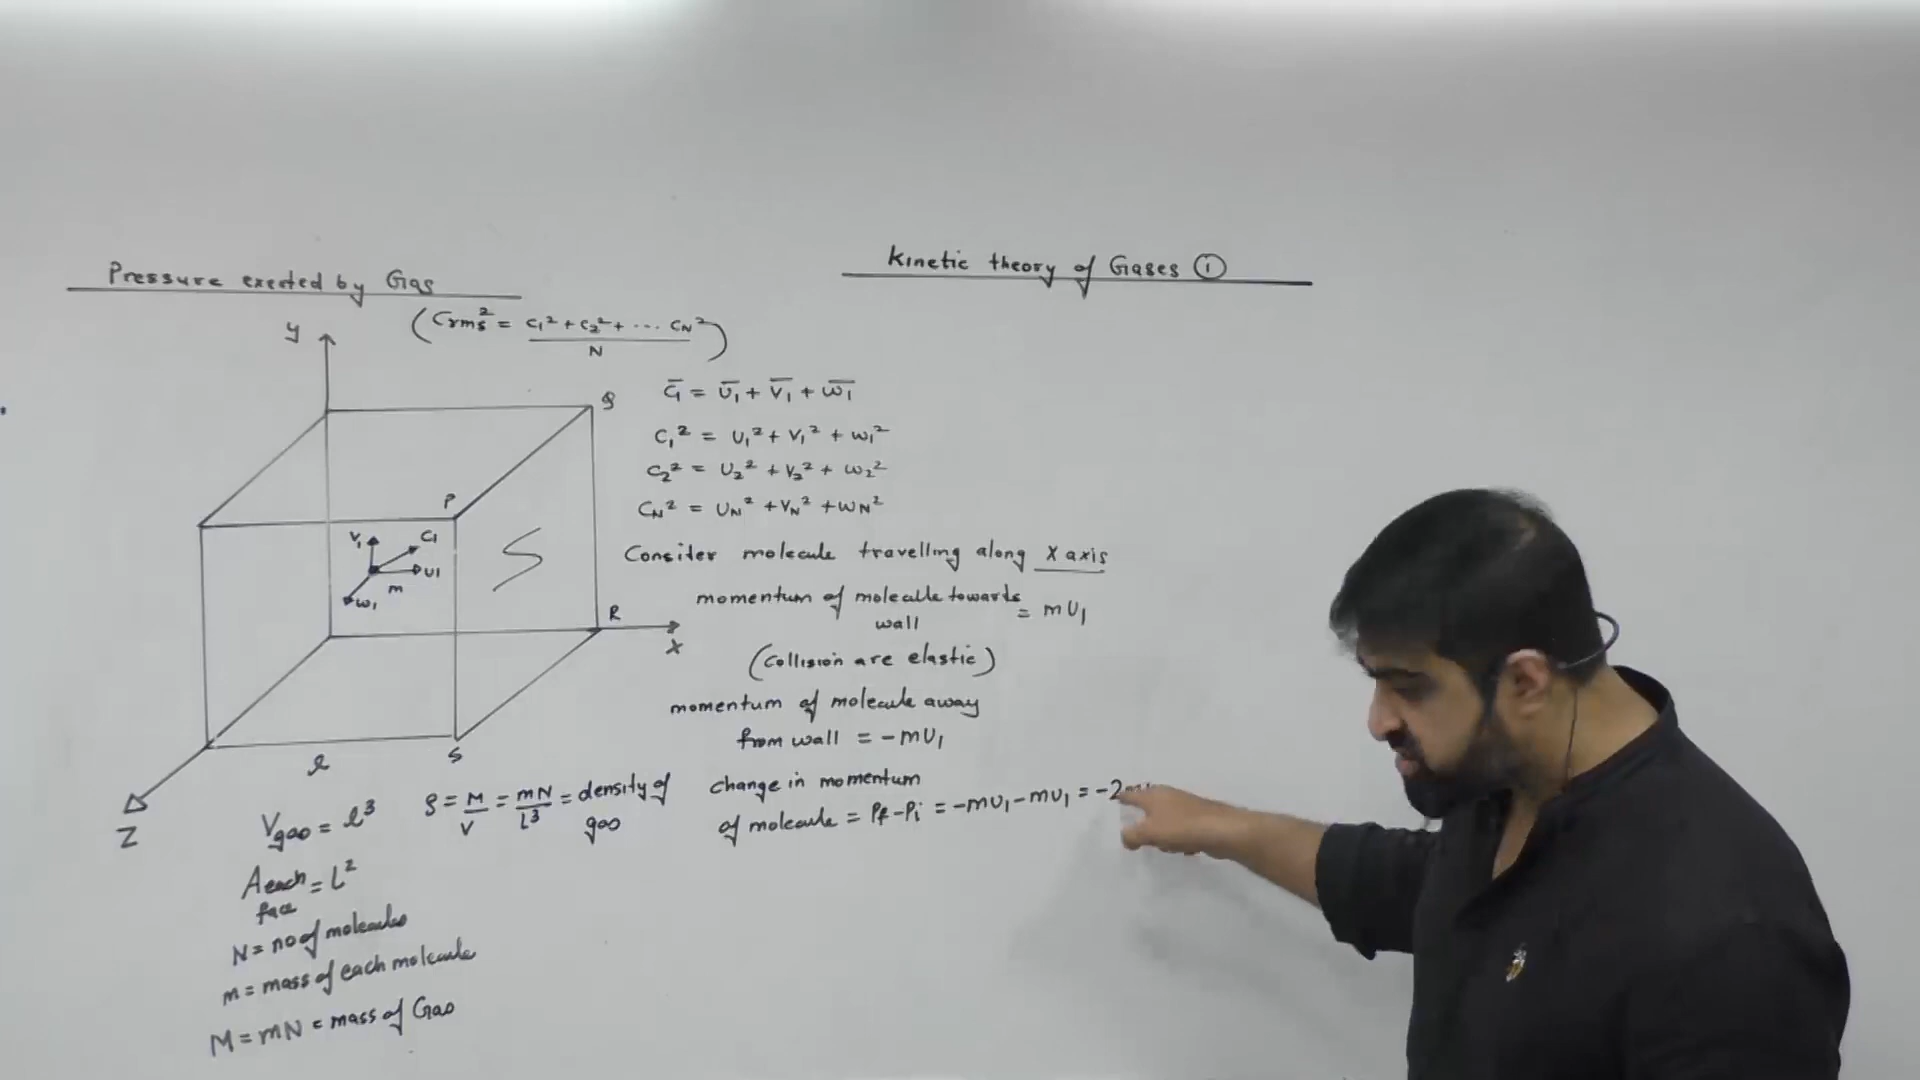 Kinetic theory of Gases ①
Pressure exerted by Gas
(Crms² = C₁² + C₂² + ... CN² / N)
y
Q
P
V₁
C₁
U₁
m
W₁
S
R
X
l
S
Z
C̅₁ = U̅₁ + V̅₁ + W̅₁
C₁² = U₁² + V₁² + W₁²
C₂² = U₂² + V₂² + W₂²
CN² = UN² + VN² + WN²
Consider molecule travelling along X axis
momentum of molecule towards wall = mU₁
(Collision are elastic)
momentum of molecule away
from wall = -mU₁
change in momentum
of molecule = Pf - Pi = -mU₁ - mU₁ = -2
Vgas = l³
ρ = M/V = mN/L³ = density of gas
A each face = L²
N = no of molecules
m = mass of each molecule
M = mN = mass of Gas